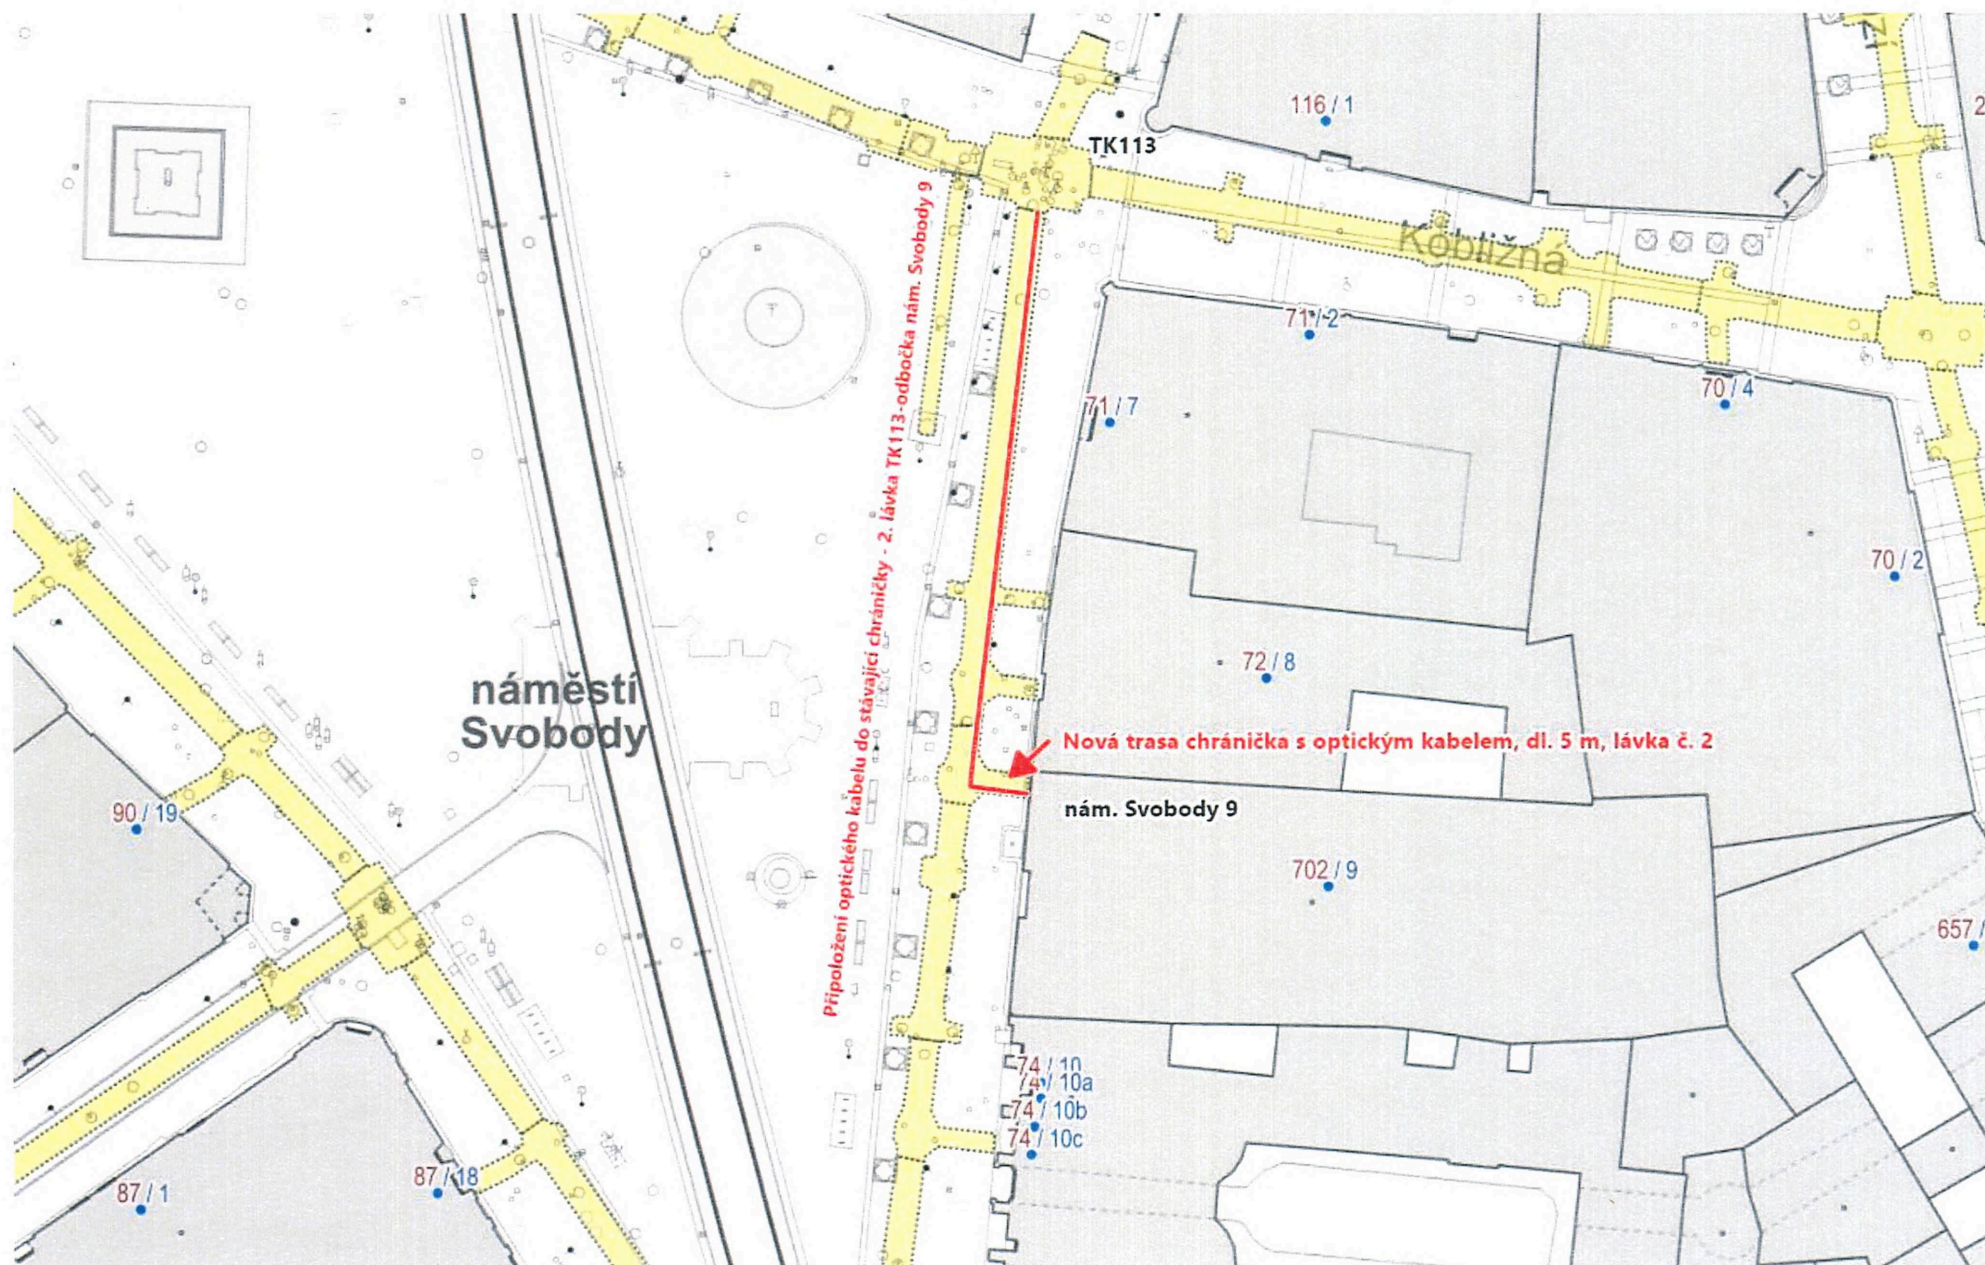 116 / 1
TK113
Kobližná
71 / 2
71 / 7
70 / 4
70 / 2
Připoložení optického kabelu do stávající chráničky - 2. lávka TK113-odbočka nám. Svobody 9
72 / 8
náměstí
Svobody
Nová trasa chránička s optickým kabelem, dl. 5 m, lávka č. 2
nám. Svobody 9
90 / 19
702 / 9
657 /
74 / 10
74 / 10a
74 / 10b
74 / 10c
87 / 18
87 / 1